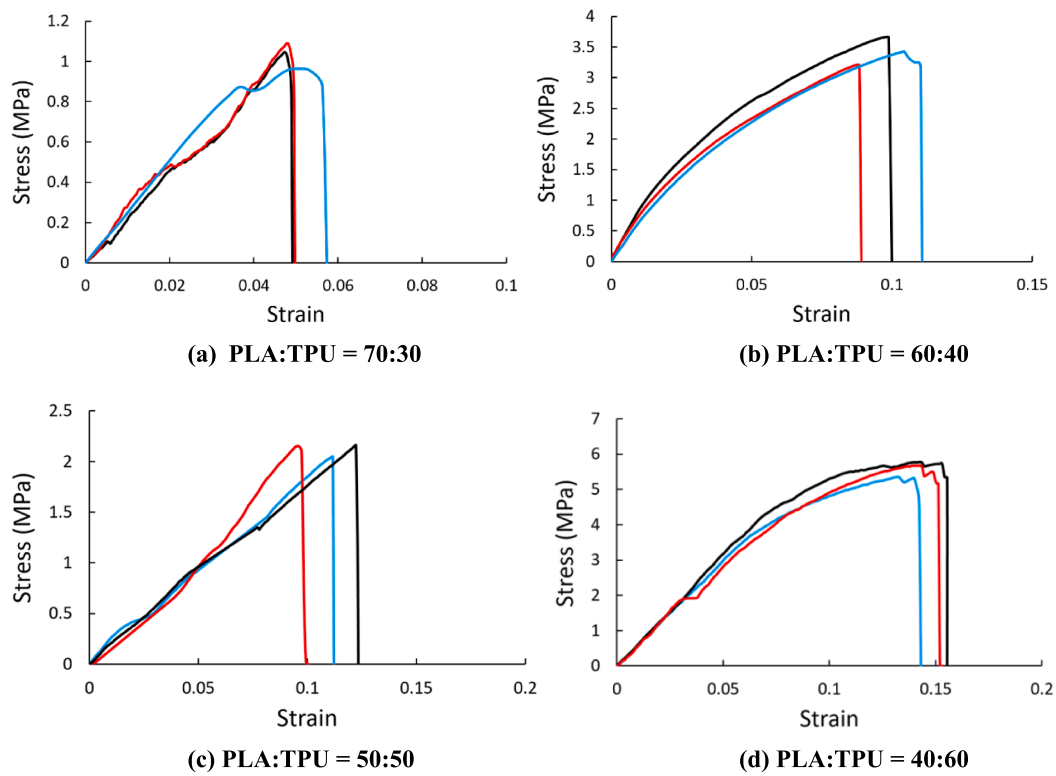 1.2
1
0.8
0.6
0.4
0.2
0
Stress (MPa)
0 0.02 0.04 0.06 0.08 0.1
Strain
(a) PLA:TPU = 70:30
4
3.5
3
2.5
2
1.5
1
0.5
0
Stress (MPa)
0 0.05 0.1 0.15
Strain
(b) PLA:TPU = 60:40
2.5
2
1.5
1
0.5
0
Stress (MPa)
0 0.05 0.1 0.15 0.2
Strain
(c) PLA:TPU = 50:50
7
6
5
4
3
2
1
0
Stress (MPa)
0 0.05 0.1 0.15 0.2
Strain
(d) PLA:TPU = 40:60